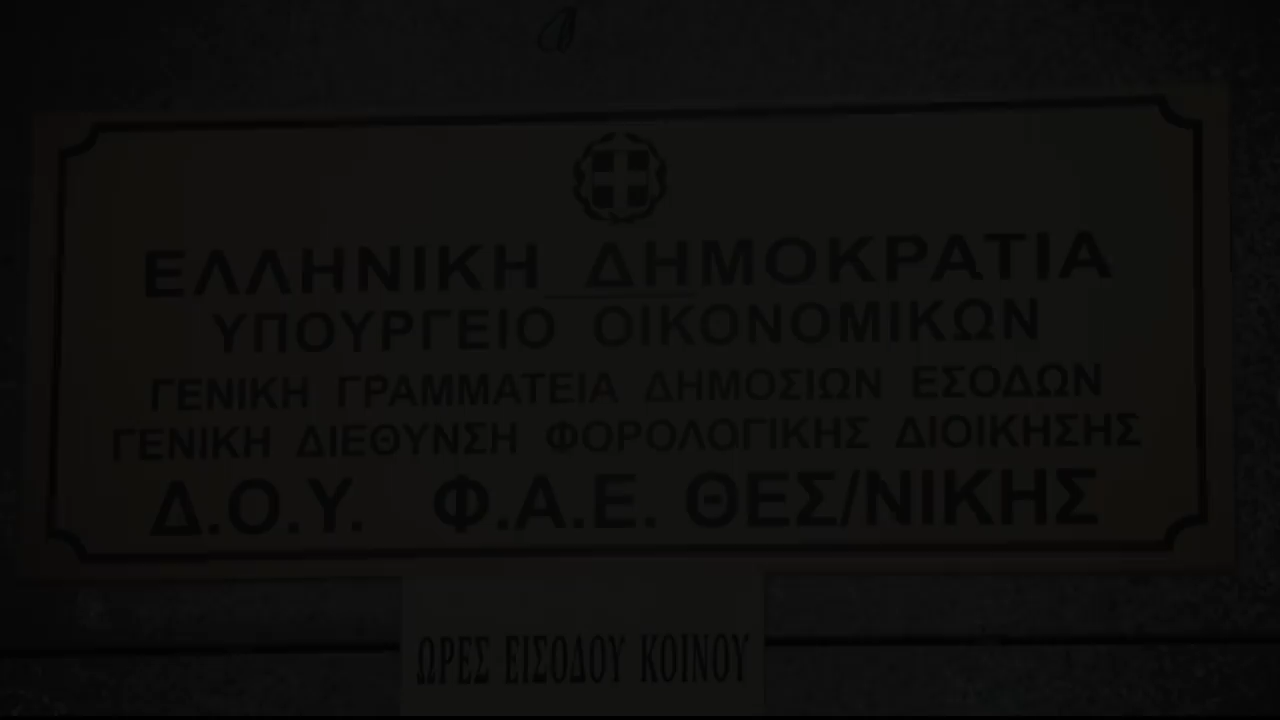 ΕΛΛΗΝΙΚΗ ΔΗΜΟΚΡΑΤΙΑ
ΥΠΟΥΡΓΕΙΟ ΟΙΚΟΝΟΜΙΚΩΝ
ΓΕΝΙΚΗ ΓΡΑΜΜΑΤΕΙΑ ΔΗΜΟΣΙΩΝ ΕΣΟΔΩΝ
ΓΕΝΙΚΗ ΔΙΕΘΥΝΣΗ ΦΟΡΟΛΟΓΙΚΗΣ ΔΙΟΙΚΗΣΗΣ
Δ.Ο.Υ. Φ.Α.Ε. ΘΕΣ/ΝΙΚΗΣ
ΩΡΕΣ ΕΙΣΟΔΟΥ ΚΟΙΝΟΥ